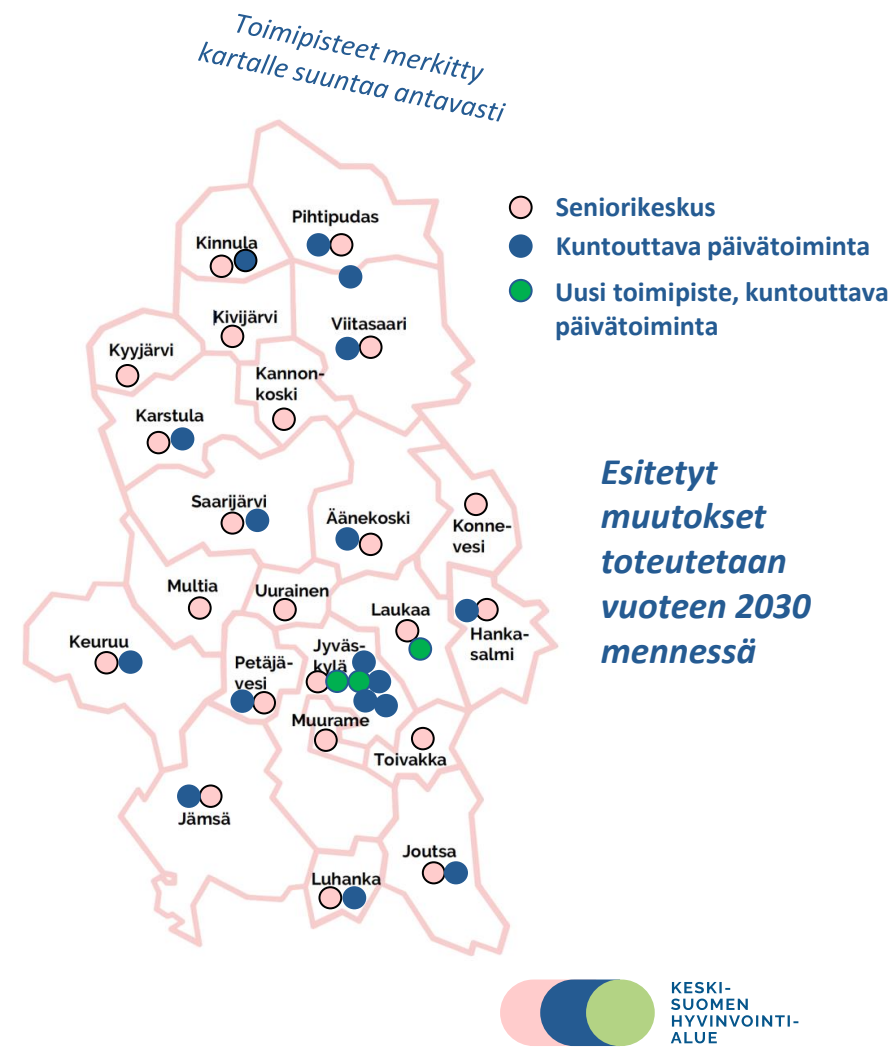 Toimipisteet merkitty
kartalle suuntaa antavasti
Seniorikeskus
Kuntouttava päivätoiminta
Uusi toimipiste, kuntouttava
päivätoiminta
Pihtipudas
Kinnula
Kivijärvi
Viitasaari
Kyyjärvi
Kannon-
koski
Karstula
Saarijärvi
Äänekoski
Konne-
vesi
Multia
Uurainen
Laukaa
Hanka-
salmi
Keuruu
Petäjä-
vesi
Jyväs-
kylä
Muurame
Toivakka
Jämsä
Joutsa
Luhanka
Esitetyt
muutokset
toteutetaan
vuoteen 2030
mennessä
KESKI-
SUOMEN
HYVINVOINTI-
ALUE